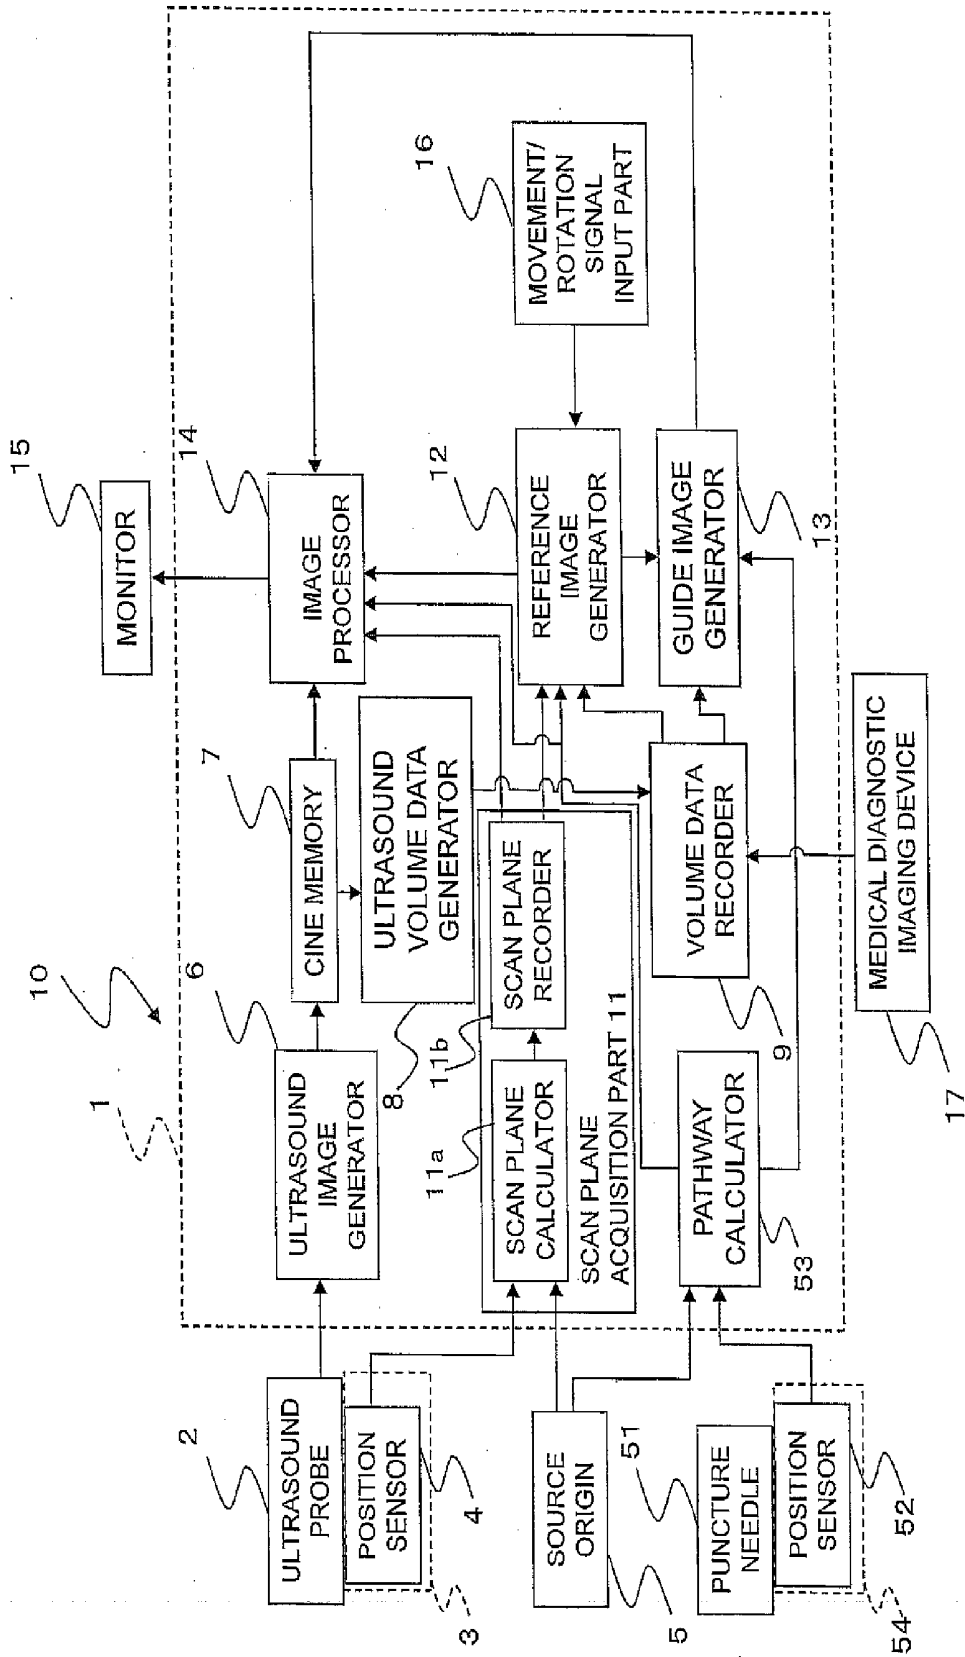 15
MONITOR
10
1
6
7
14
ULTRASOUND
PROBE
2
ULTRASOUND
IMAGE
GENERATOR
CINE MEMORY
IMAGE
PROCESSOR
POSITION
SENSOR
4
3
8
ULTRASOUND
VOLUME DATA
GENERATOR
16
MOVEMENT/
ROTATION
SIGNAL
INPUT PART
11a
11b
12
SCAN PLANE
CALCULATOR
SCAN PLANE
RECORDER
REFERENCE
IMAGE
GENERATOR
SOURCE
ORIGIN
5
SCAN PLANE
ACQUISITION PART 11
51
PUNCTURE
NEEDLE
PATHWAY
CALCULATOR
53
VOLUME DATA
RECORDER
9
GUIDE IMAGE
GENERATOR
13
POSITION
SENSOR
52
54
MEDICAL DIAGNOSTIC
IMAGING DEVICE
17